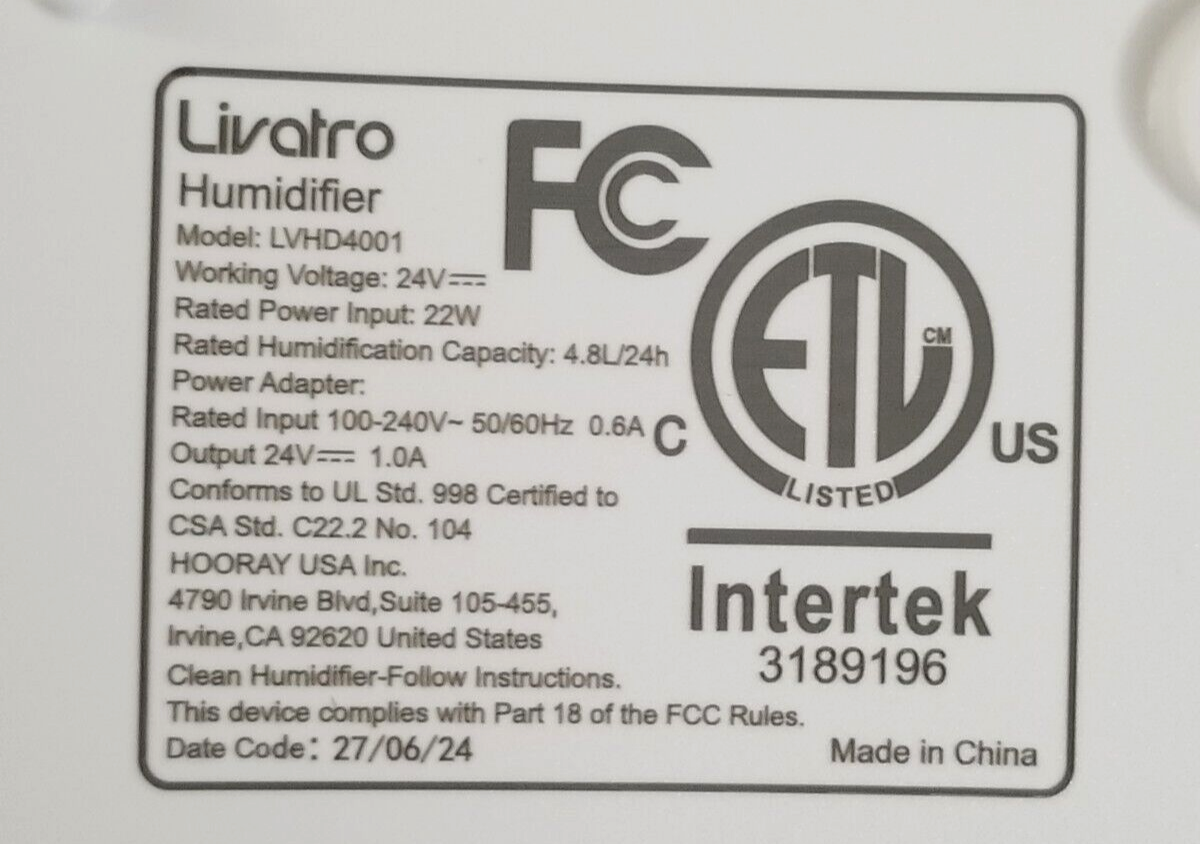 Livatro
Humidifier
Model: LVHD4001
Working Voltage: 24V⎓
Rated Power Input: 22W
Rated Humidification Capacity: 4.8L/24h
Power Adapter:
Rated Input 100-240V~ 50/60Hz 0.6A
Output 24V⎓ 1.0A
Conforms to UL Std. 998 Certified to
CSA Std. C22.2 No. 104
HOORAY USA Inc.
4790 Irvine Blvd,Suite 105-455,
Irvine,CA 92620 United States
Clean Humidifier-Follow Instructions.
This device complies with Part 18 of the FCC Rules.
Date Code: 27/06/24
FCC
ETL CM
C US
LISTED
Intertek
3189196
Made in China